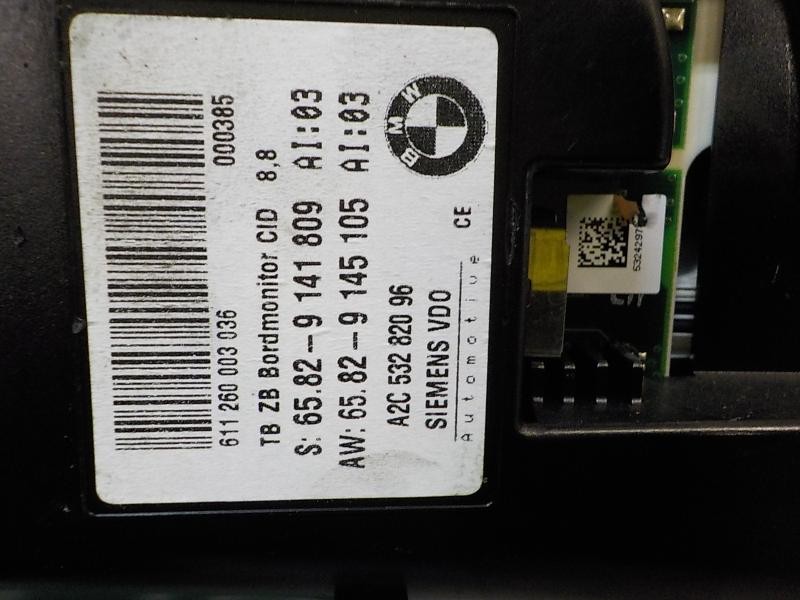 000385
611 260 003 036
TB ZB Bordmonitor CID 8,8
S: 65.82-9 141 809 AI:03
AW: 65.82-9 145 105 AI:03
A2C 532 820 96
SIEMENS VDO
Automotive CE
BMW